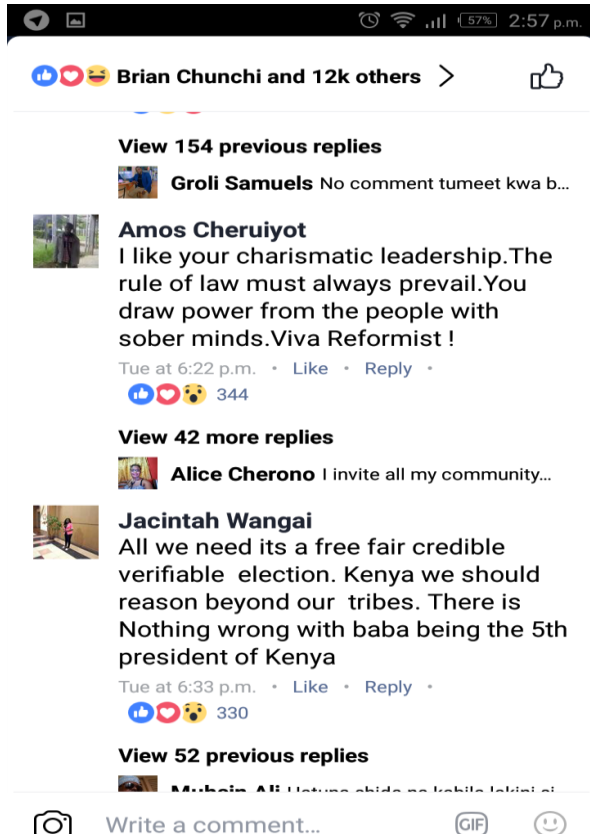 57% 2:57 p.m.
Brian Chunchi and 12k others
View 154 previous replies
Groli Samuels No comment tumeet kwa b...
Amos Cheruiyot
I like your charismatic leadership.The
rule of law must always prevail.You
draw power from the people with
sober minds.Viva Reformist !
Tue at 6:22 p.m. • Like • Reply •
344
View 42 more replies
Alice Cherono I invite all my community...
Jacintah Wangai
All we need its a free fair credible
verifiable election. Kenya we should
reason beyond our tribes. There is
Nothing wrong with baba being the 5th
president of Kenya
Tue at 6:33 p.m. • Like • Reply •
330
View 52 previous replies
Muhsin Ali
Write a comment...
GIF